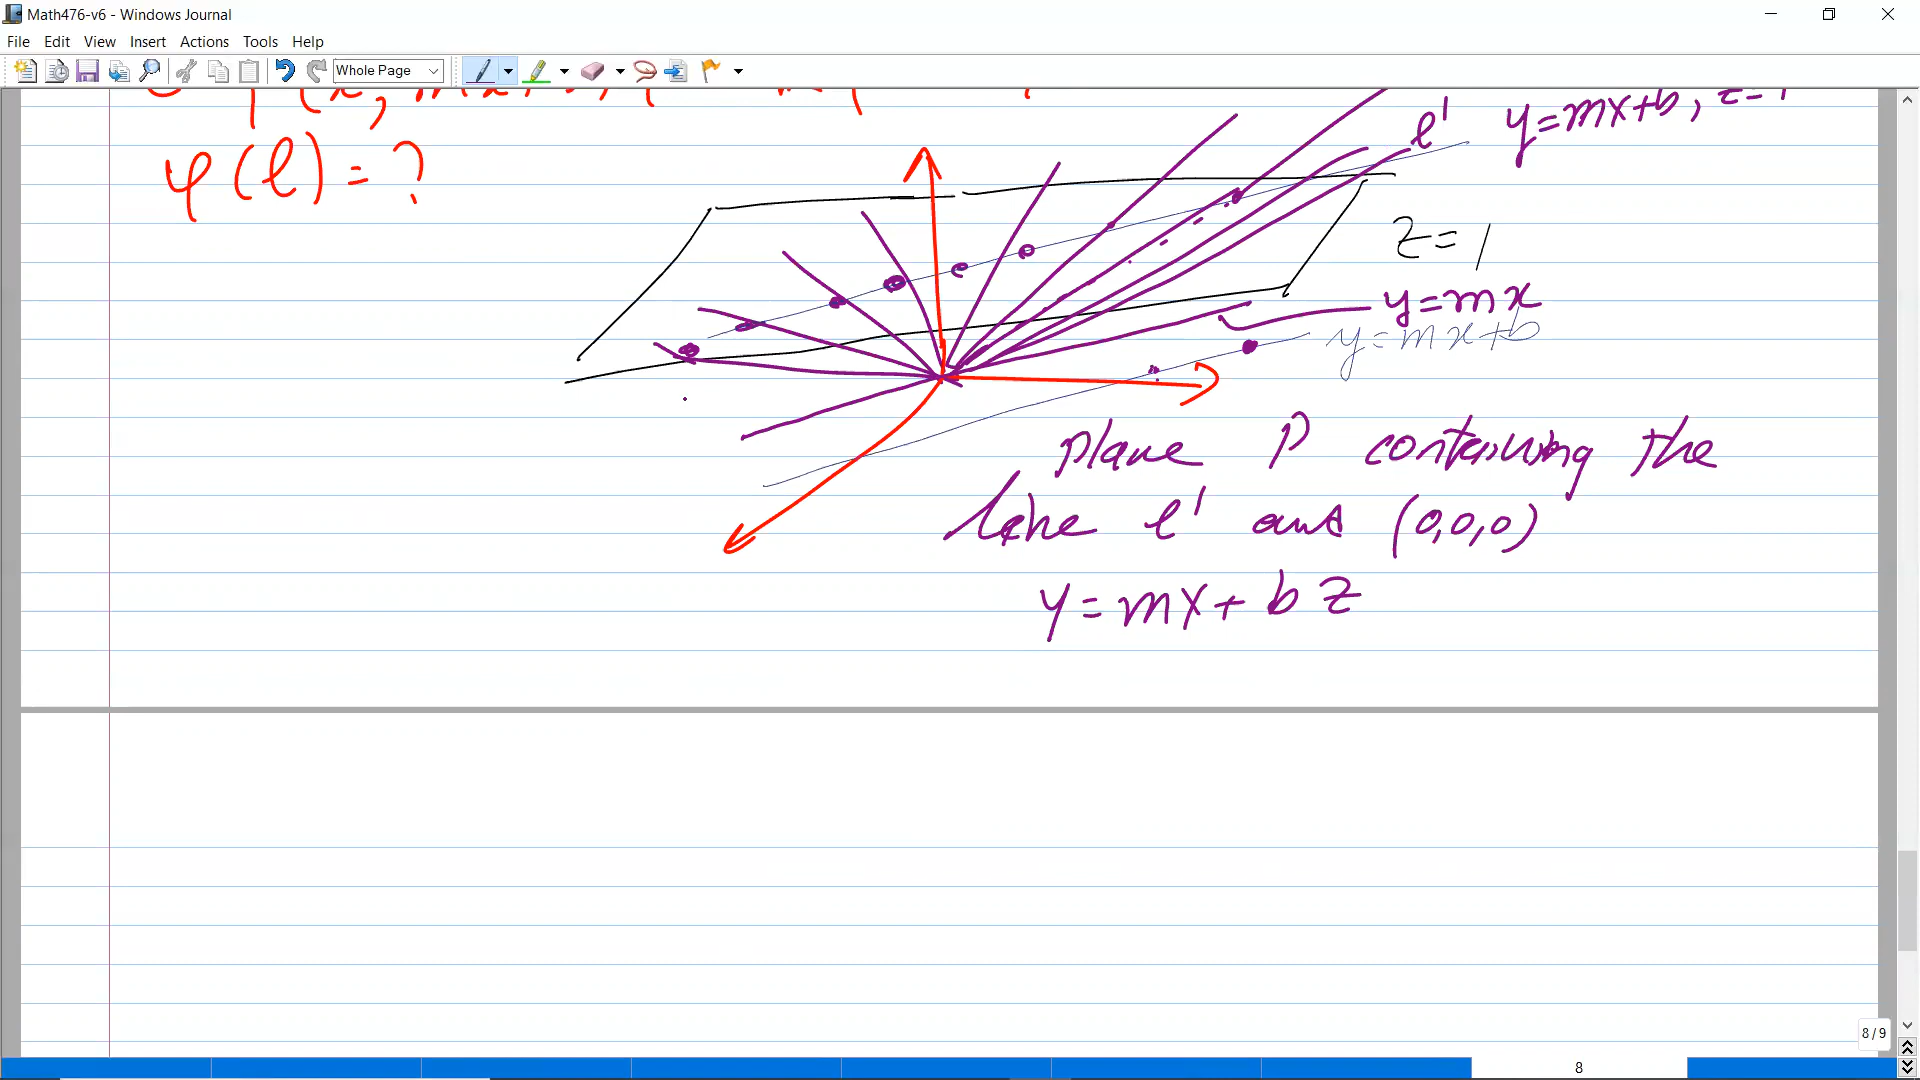 Math476-v6 - Windows Journal
File Edit View Insert Actions Tools Help
Whole Page
φ(ℓ) = ?
y=mx+b, z=1
ℓ'
z=1
y=mx
y=mx+b
plane P containing the
line ℓ' and (0,0,0)
y=mx+bz
8 / 9
8